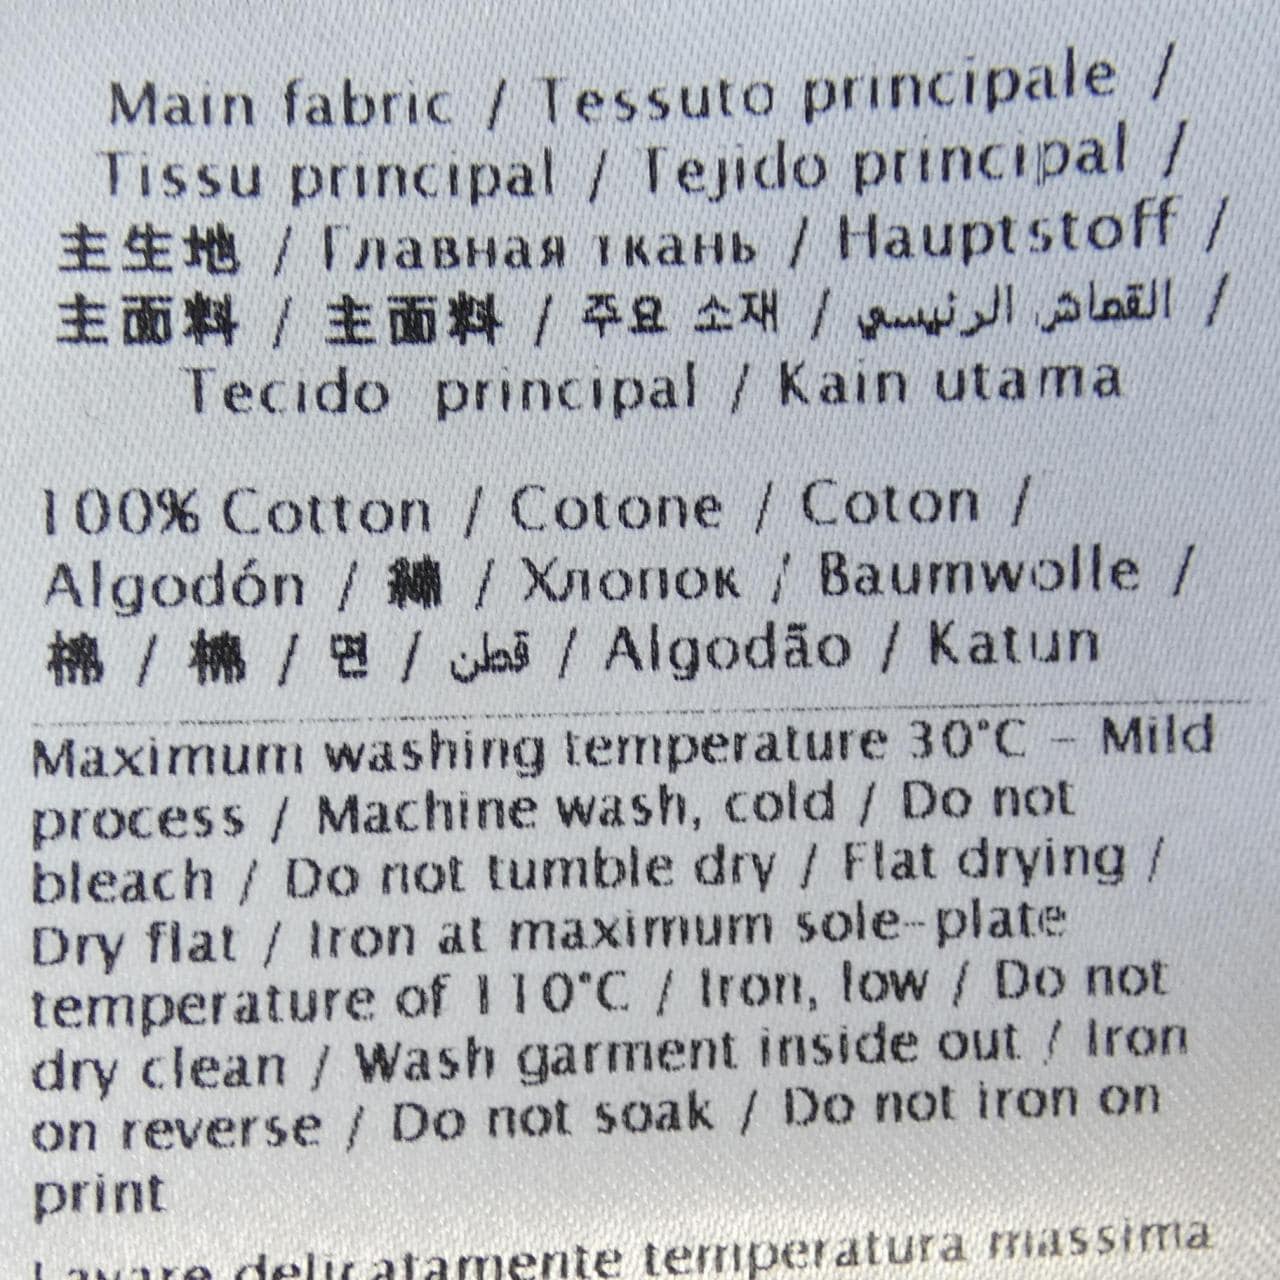 Main fabric / Tessuto principale /
Tissu principal / Tejido principal /
主生地 / Главная ткань / Hauptstoff /
主面料 / 主面料 / 주요 소재 / القماش الرئيسي /
Tecido principal / Kain utama
100% Cotton / Cotone / Coton /
Algodón / 綿 / Хлопок / Baumwolle /
棉 / 棉 / 면 / قطن / Algodão / Katun
Maximum washing temperature 30°C - Mild
process / Machine wash, cold / Do not
bleach / Do not tumble dry / Flat drying /
Dry flat / Iron at maximum sole-plate
temperature of 110°C / Iron, low / Do not
dry clean / Wash garment inside out / Iron
on reverse / Do not soak / Do not iron on
print
Lavare delicatamente temperatura massima